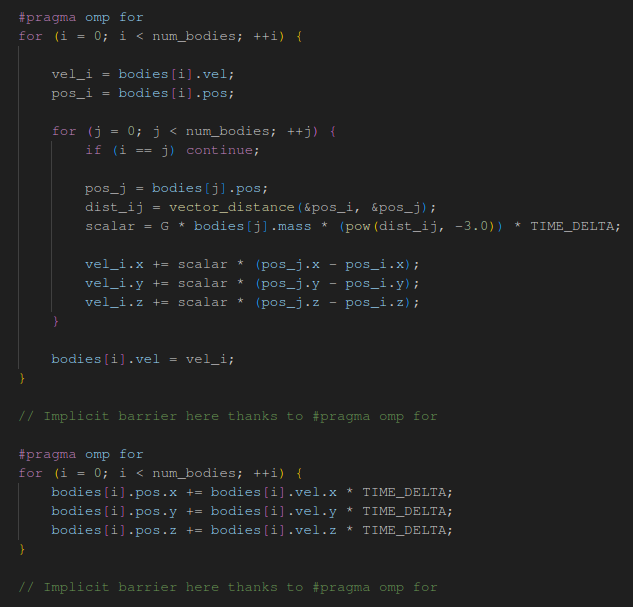 #pragma omp for
for (i = 0; i < num_bodies; ++i) {
vel_i = bodies[i].vel;
pos_i = bodies[i].pos;
for (j = 0; j < num_bodies; ++j) {
if (i == j) continue;
pos_j = bodies[j].pos;
dist_ij = vector_distance(&pos_i, &pos_j);
scalar = G * bodies[j].mass * (pow(dist_ij, -3.0)) * TIME_DELTA;
vel_i.x += scalar * (pos_j.x - pos_i.x);
vel_i.y += scalar * (pos_j.y - pos_i.y);
vel_i.z += scalar * (pos_j.z - pos_i.z);
}
bodies[i].vel = vel_i;
}
// Implicit barrier here thanks to #pragma omp for
#pragma omp for
for (i = 0; i < num_bodies; ++i) {
bodies[i].pos.x += bodies[i].vel.x * TIME_DELTA;
bodies[i].pos.y += bodies[i].vel.y * TIME_DELTA;
bodies[i].pos.z += bodies[i].vel.z * TIME_DELTA;
}
// Implicit barrier here thanks to #pragma omp for